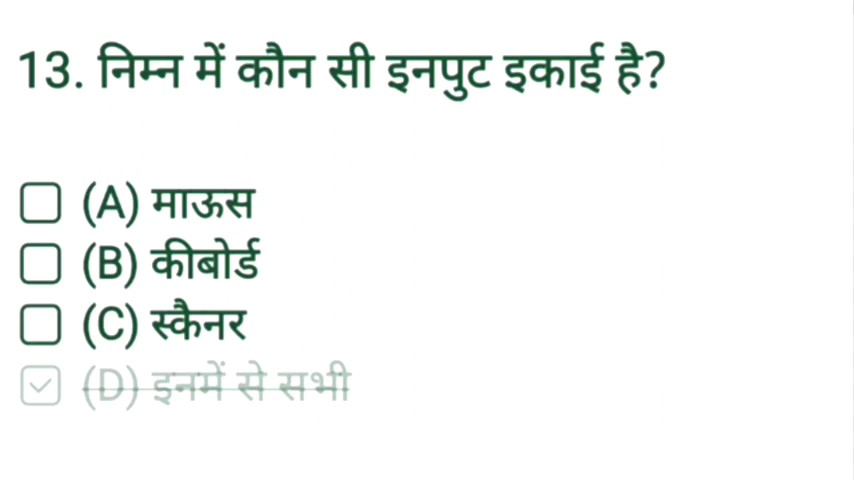 13. निम्न में कौन सी इनपुट इकाई है?
(A) माऊस
(B) कीबोर्ड
(C) स्कैनर
(D) इनमें से सभी